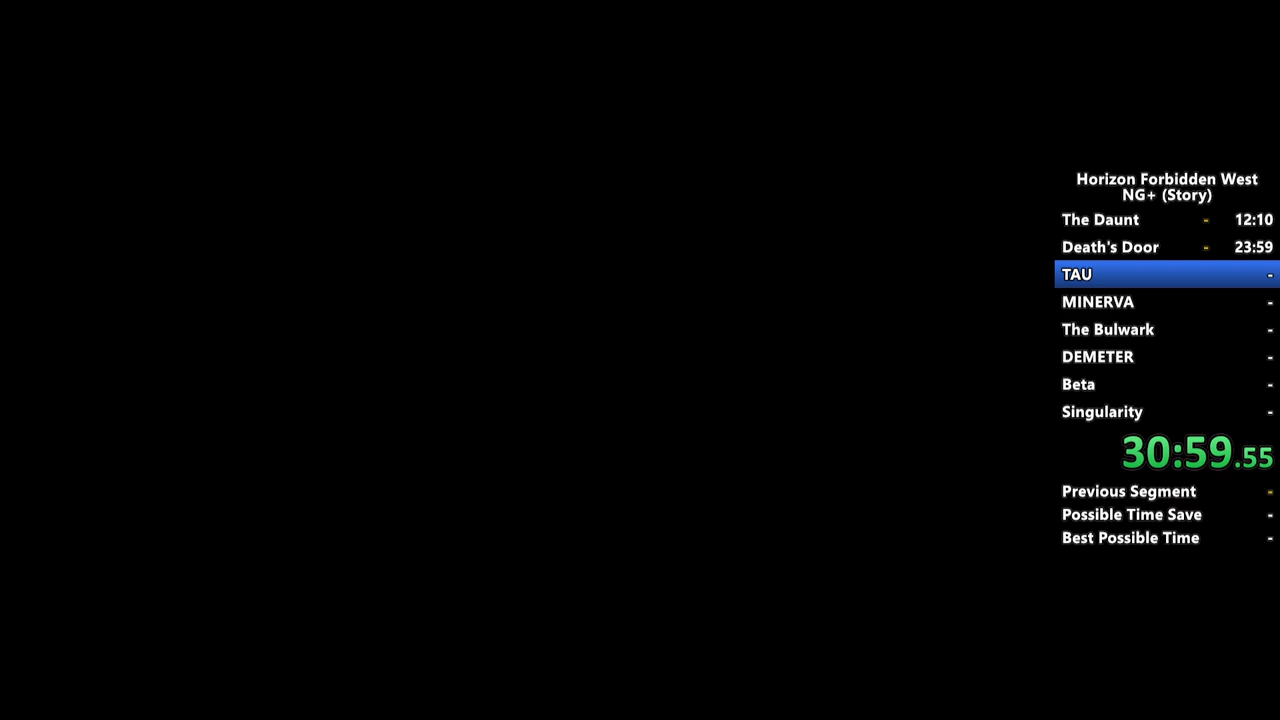 Horizon Forbidden West
NG+ (Story)
The Daunt - 12:10
Death's Door - 23:59
TAU -
MINERVA -
The Bulwark -
DEMETER -
Beta -
Singularity -
30:59.55
Previous Segment -
Possible Time Save -
Best Possible Time -